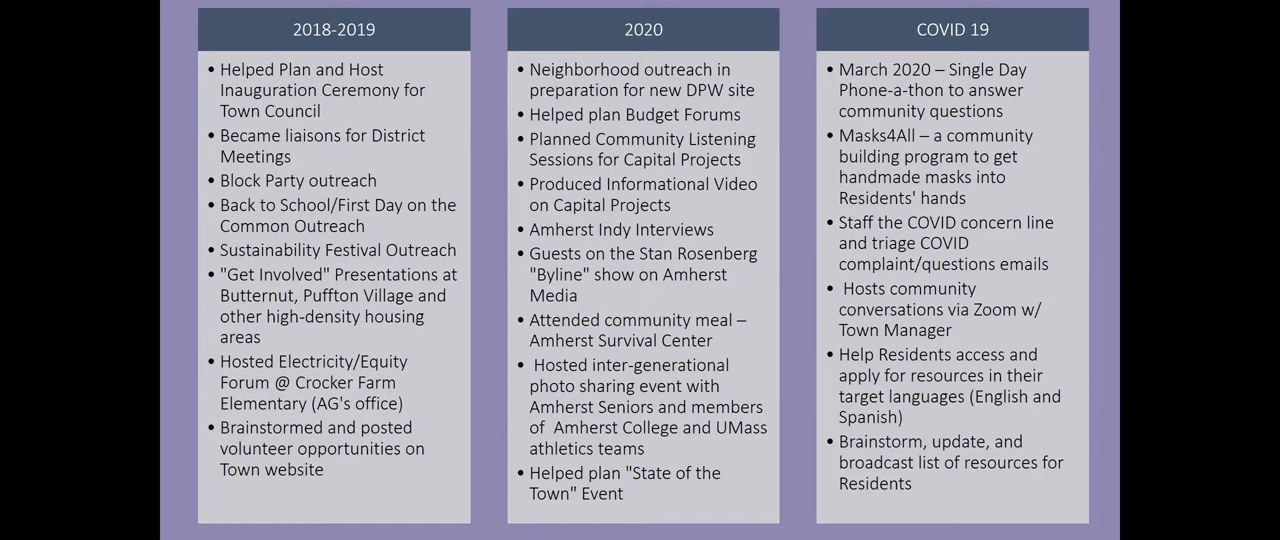 2018-2019
• Helped Plan and Host
Inauguration Ceremony for
Town Council
• Became liaisons for District
Meetings
• Block Party outreach
• Back to School/First Day on the
Common Outreach
• Sustainability Festival Outreach
• "Get Involved" Presentations at
Butternut, Puffton Village and
other high-density housing
areas
• Hosted Electricity/Equity
Forum @ Crocker Farm
Elementary (AG's office)
• Brainstormed and posted
volunteer opportunities on
Town website
2020
• Neighborhood outreach in
preparation for new DPW site
• Helped plan Budget Forums
• Planned Community Listening
Sessions for Capital Projects
• Produced Informational Video
on Capital Projects
• Amherst Indy Interviews
• Guests on the Stan Rosenberg
"Byline" show on Amherst
Media
• Attended community meal –
Amherst Survival Center
• Hosted inter-generational
photo sharing event with
Amherst Seniors and members
of Amherst College and UMass
athletics teams
• Helped plan "State of the
Town" Event
COVID 19
• March 2020 – Single Day
Phone-a-thon to answer
community questions
• Masks4All – a community
building program to get
handmade masks into
Residents' hands
• Staff the COVID concern line
and triage COVID
complaint/questions emails
• Hosts community
conversations via Zoom w/
Town Manager
• Help Residents access and
apply for resources in their
target languages (English and
Spanish)
• Brainstorm, update, and
broadcast list of resources for
Residents